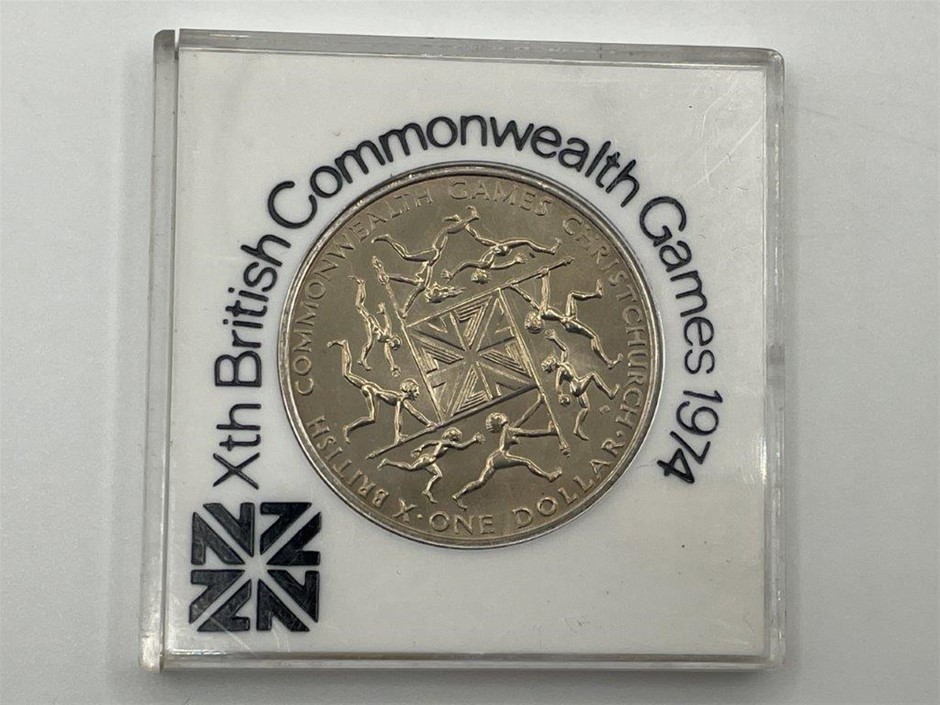 Xth British Commonwealth Games 1974
X BRITISH COMMONWEALTH GAMES CHRISTCHURCH ·
ONE DOLLAR ·